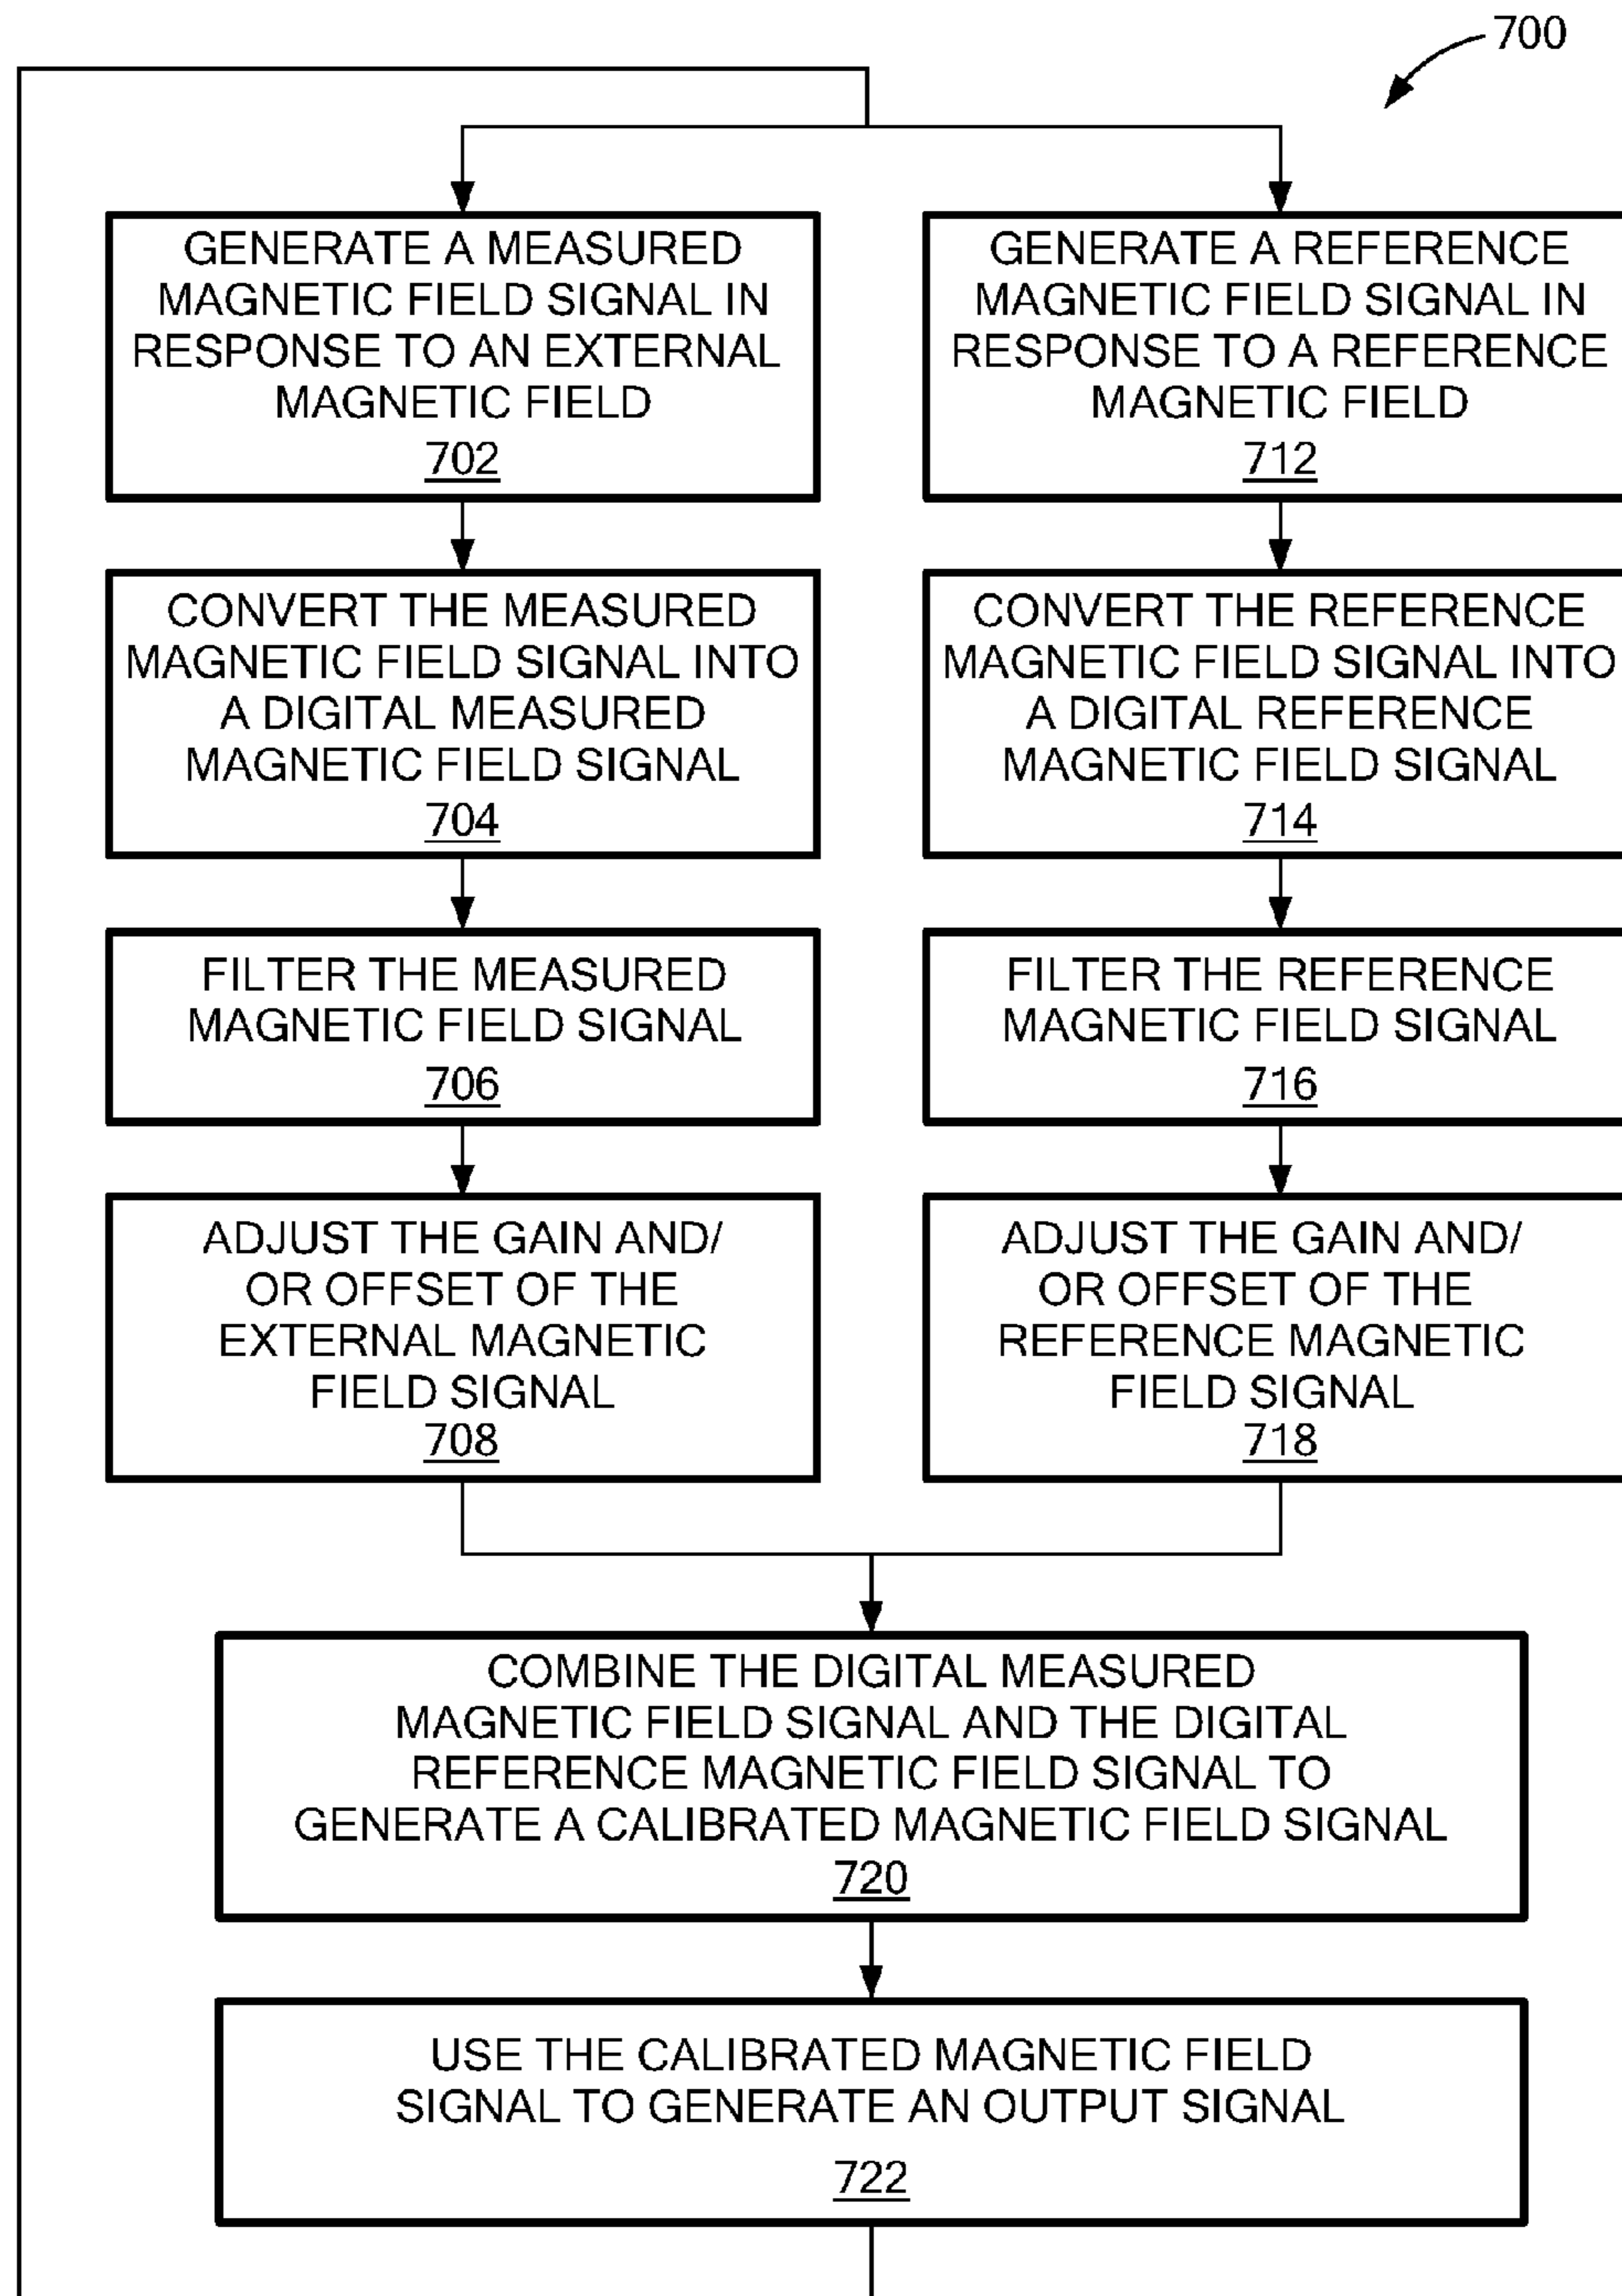 700
GENERATE A MEASURED
MAGNETIC FIELD SIGNAL IN
RESPONSE TO AN EXTERNAL
MAGNETIC FIELD
702
CONVERT THE MEASURED
MAGNETIC FIELD SIGNAL INTO
A DIGITAL MEASURED
MAGNETIC FIELD SIGNAL
704
FILTER THE MEASURED
MAGNETIC FIELD SIGNAL
706
ADJUST THE GAIN AND/
OR OFFSET OF THE
EXTERNAL MAGNETIC
FIELD SIGNAL
708
GENERATE A REFERENCE
MAGNETIC FIELD SIGNAL IN
RESPONSE TO A REFERENCE
MAGNETIC FIELD
712
CONVERT THE REFERENCE
MAGNETIC FIELD SIGNAL INTO
A DIGITAL REFERENCE
MAGNETIC FIELD SIGNAL
714
FILTER THE REFERENCE
MAGNETIC FIELD SIGNAL
716
ADJUST THE GAIN AND/
OR OFFSET OF THE
REFERENCE MAGNETIC
FIELD SIGNAL
718
COMBINE THE DIGITAL MEASURED
MAGNETIC FIELD SIGNAL AND THE DIGITAL
REFERENCE MAGNETIC FIELD SIGNAL TO
GENERATE A CALIBRATED MAGNETIC FIELD SIGNAL
720
USE THE CALIBRATED MAGNETIC FIELD
SIGNAL TO GENERATE AN OUTPUT SIGNAL
722